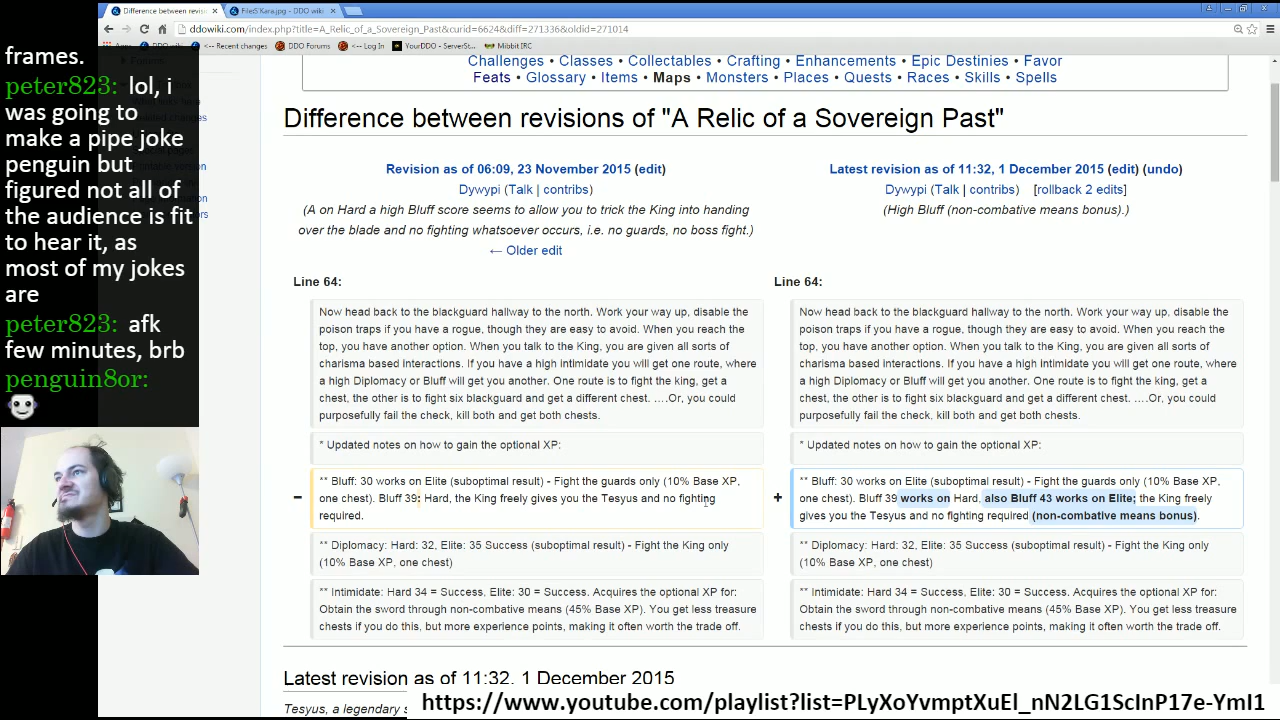 Difference between revis
File:S'Kara.jpg - DDO wiki
ddowiki.com/index.php?title=A_Relic_of_a_Sovereign_Past&curid=6624&diff=271336&oldid=271014
<-- Recent changes
DDO Forums
<-- Log In
YourDDO - ServerSt...
Mibbit IRC
frames.
peter823: lol, i
was going to
make a pipe joke
penguin but
figured not all of
the audience is fit
to hear it, as
most of my jokes
are
peter823: afk
few minutes, brb
penguin8or:
Challenges • Classes • Collectables • Crafting • Enhancements • Epic Destinies • Favor
Feats • Glossary • Items • Maps • Monsters • Places • Quests • Races • Skills • Spells
Difference between revisions of "A Relic of a Sovereign Past"
Revision as of 06:09, 23 November 2015 (edit)
Dywypi (Talk | contribs)
(A on Hard a high Bluff score seems to allow you to trick the King into handing
over the blade and no fighting whatsoever occurs, i.e. no guards, no boss fight.)
← Older edit
Latest revision as of 11:32, 1 December 2015 (edit) (undo)
Dywypi (Talk | contribs) [rollback 2 edits]
(High Bluff (non-combative means bonus).)
Line 64:
Now head back to the blackguard hallway to the north. Work your way up, disable the
poison traps if you have a rogue, though they are easy to avoid. When you reach the
top, you have another option. When you talk to the King, you are given all sorts of
charisma based interactions. If you have a high intimidate you will get one route, where
a high Diplomacy or Bluff will get you another. One route is to fight the king, get a
chest, the other is to fight six blackguard and get a different chest. ....Or, you could
purposefully fail the check, kill both and get both chests.
* Updated notes on how to gain the optional XP:
− ** Bluff: 30 works on Elite (suboptimal result) - Fight the guards only (10% Base XP,
one chest). Bluff 39: Hard, the King freely gives you the Tesyus and no fighting
required.
** Diplomacy: Hard: 32, Elite: 35 Success (suboptimal result) - Fight the King only
(10% Base XP, one chest)
** Intimidate: Hard 34 = Success, Elite: 30 = Success. Acquires the optional XP for:
Obtain the sword through non-combative means (45% Base XP). You get less treasure
chests if you do this, but more experience points, making it often worth the trade off.
Line 64:
Now head back to the blackguard hallway to the north. Work your way up, disable the
poison traps if you have a rogue, though they are easy to avoid. When you reach the
top, you have another option. When you talk to the King, you are given all sorts of
charisma based interactions. If you have a high intimidate you will get one route, where
a high Diplomacy or Bluff will get you another. One route is to fight the king, get a
chest, the other is to fight six blackguard and get a different chest. ....Or, you could
purposefully fail the check, kill both and get both chests.
* Updated notes on how to gain the optional XP:
+ ** Bluff: 30 works on Elite (suboptimal result) - Fight the guards only (10% Base XP,
one chest). Bluff 39 works on Hard, also Bluff 43 works on Elite; the King freely
gives you the Tesyus and no fighting required (non-combative means bonus).
** Diplomacy: Hard: 32, Elite: 35 Success (suboptimal result) - Fight the King only
(10% Base XP, one chest)
** Intimidate: Hard 34 = Success, Elite: 30 = Success. Acquires the optional XP for:
Obtain the sword through non-combative means (45% Base XP). You get less treasure
chests if you do this, but more experience points, making it often worth the trade off.
Latest revision as of 11:32, 1 December 2015
Tesyus, a legendary s
https://www.youtube.com/playlist?list=PLyXoYvmptXuEl_nN2LG1ScInP17e-YmI1